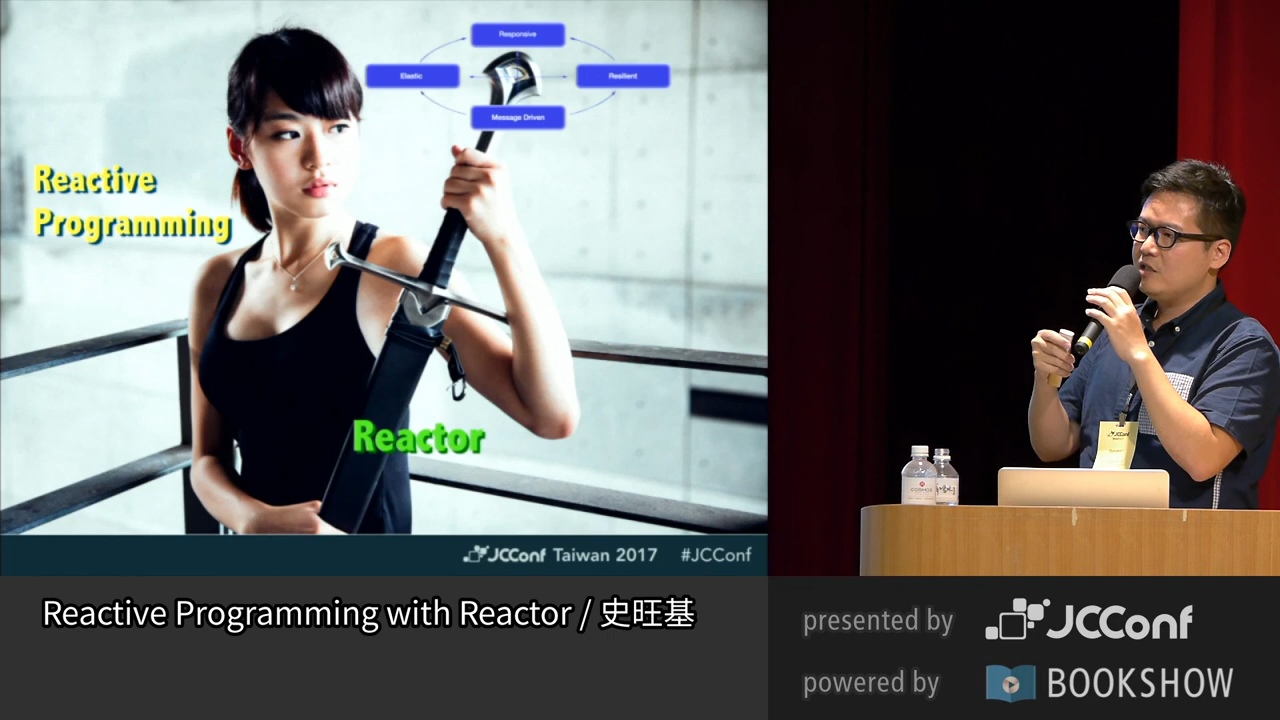 Responsive
Elastic
Resilient
Message Driven
Reactive
Programming
Reactor
JCConf Taiwan 2017 #JCConf
Reactive Programming with Reactor / 史旺基
presented by JCConf
powered by BOOKSHOW
JCConf